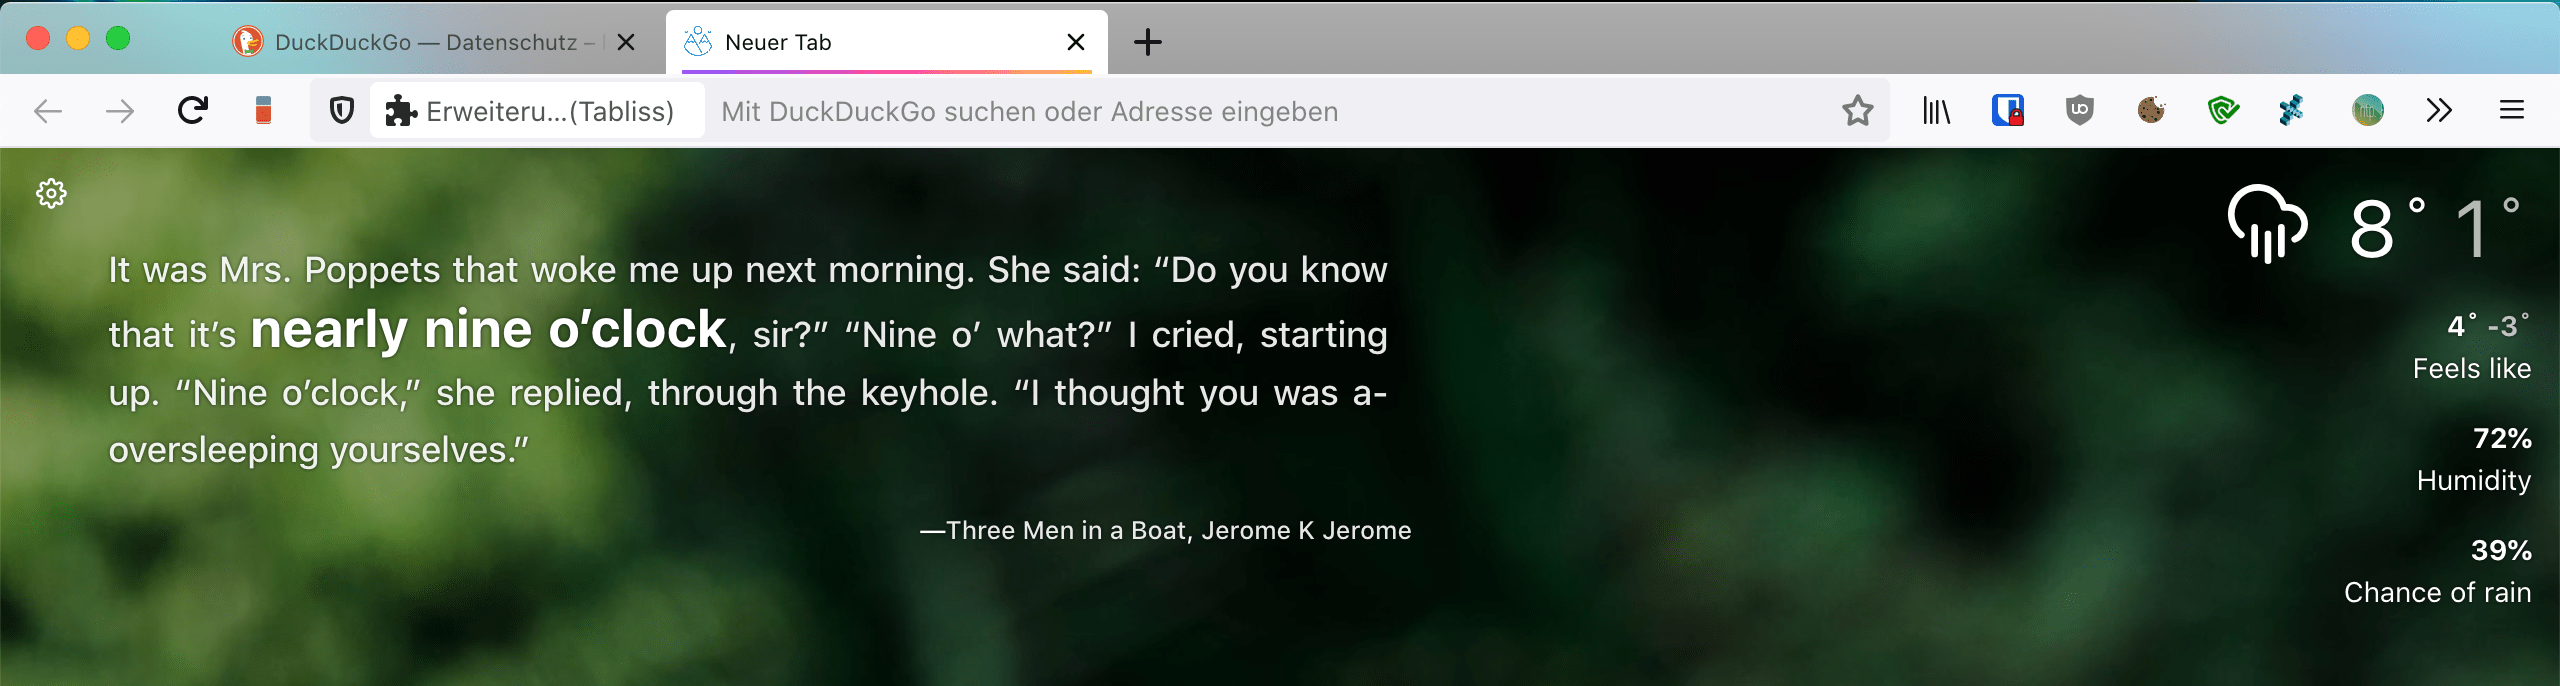 DuckDuckGo — Datenschutz –
Neuer Tab
Erweiteru...(Tabliss)
Mit DuckDuckGo suchen oder Adresse eingeben
It was Mrs. Poppets that woke me up next morning. She said: “Do you know
that it’s nearly nine o’clock, sir?” “Nine o’ what?” I cried, starting
up. “Nine o’clock,” she replied, through the keyhole. “I thought you was a-
oversleeping yourselves.”
—Three Men in a Boat, Jerome K Jerome
8° 1°
4° -3°
Feels like
72%
Humidity
39%
Chance of rain